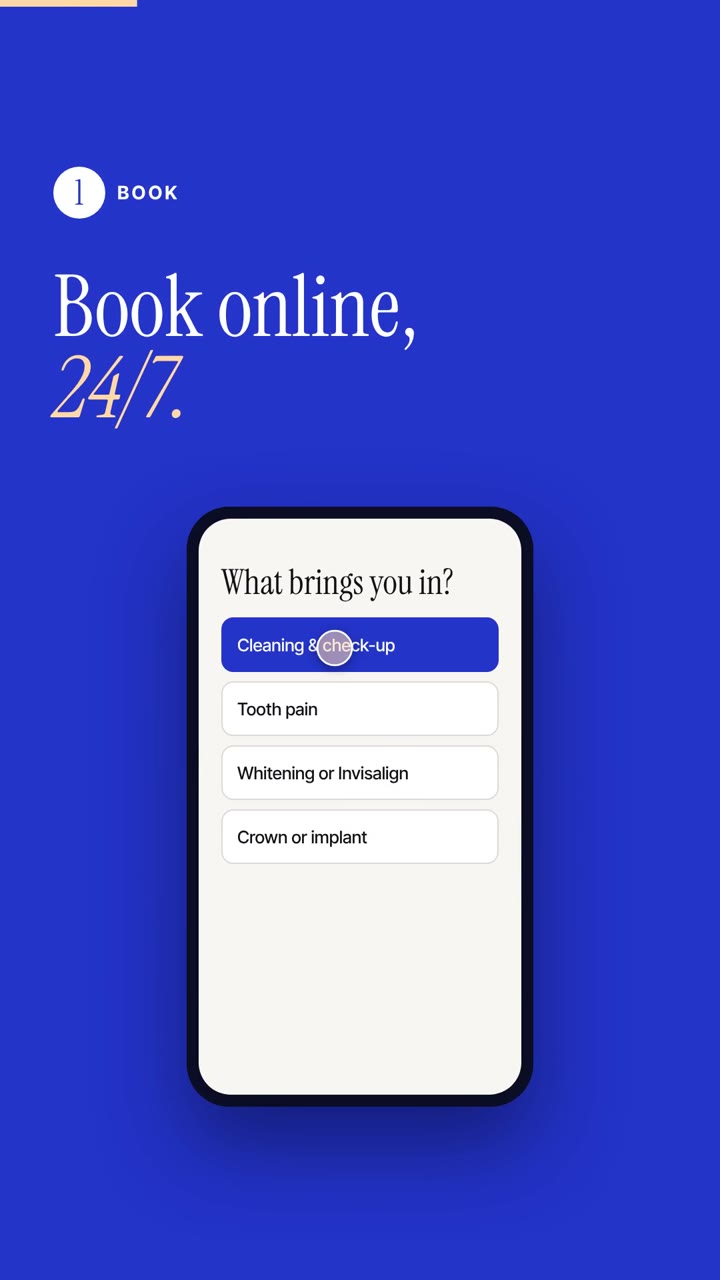 1 BOOK
Book online,
24/7.
What brings you in?
Cleaning & check-up
Tooth pain
Whitening or Invisalign
Crown or implant